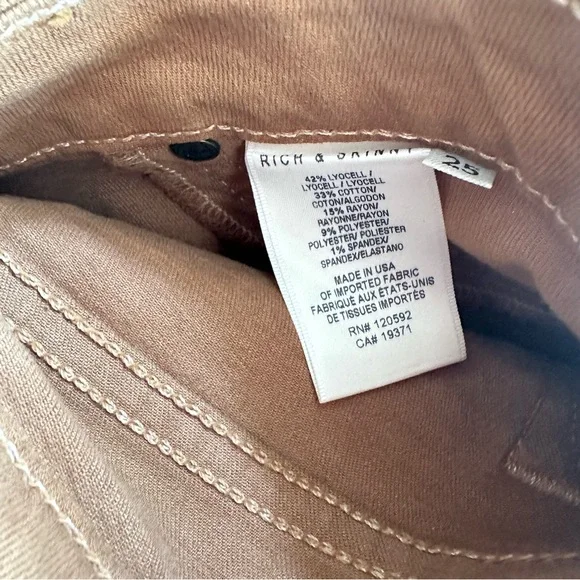 RICH & SKINNY
25
42% LYOCELL/
LYOCELL / LYOCELL
33% COTTON/
COTON/ALGODON
15% RAYON/
RAYONNE/RAYON
9% POLYESTER/
POLYESTER/ POLIESTER
1% SPANDEX/
SPANDEX/ELASTANO
MADE IN USA
OF IMPORTED FABRIC
FABRIQUÉ AUX ÉTATS-UNIS
DE TISSUES IMPORTÉS
RN# 120592
CA# 19371